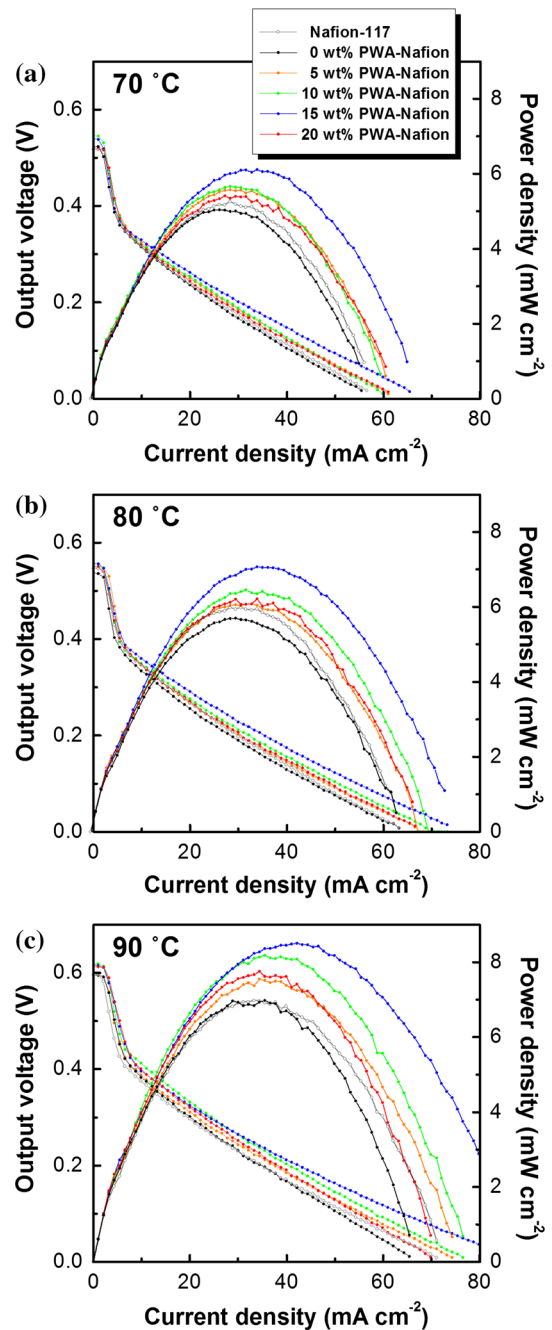 Nafion-117
0 wt% PWA-Nafion
5 wt% PWA-Nafion
10 wt% PWA-Nafion
15 wt% PWA-Nafion
20 wt% PWA-Nafion
(a)
70 ˚C
Output voltage (V)
0.6
0.4
0.2
0.0
Power density (mW cm⁻²)
8
6
4
2
0
0 20 40 60 80
Current density (mA cm⁻²)
(b)
80 ˚C
Output voltage (V)
0.6
0.4
0.2
0.0
Power density (mW cm⁻²)
8
6
4
2
0
0 20 40 60 80
Current density (mA cm⁻²)
(c)
90 ˚C
Output voltage (V)
0.6
0.4
0.2
0.0
Power density (mW cm⁻²)
8
6
4
2
0
0 20 40 60 80
Current density (mA cm⁻²)